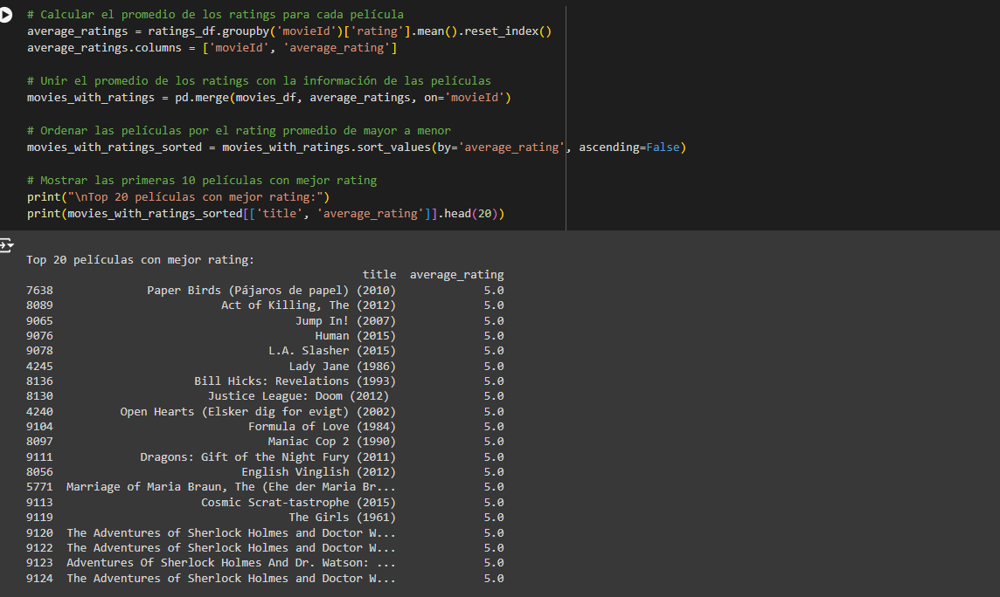 # Calcular el promedio de los ratings para cada película
average_ratings = ratings_df.groupby('movieId')['rating'].mean().reset_index()
average_ratings.columns = ['movieId', 'average_rating']
# Unir el promedio de los ratings con la información de las películas
movies_with_ratings = pd.merge(movies_df, average_ratings, on='movieId')
# Ordenar las películas por el rating promedio de mayor a menor
movies_with_ratings_sorted = movies_with_ratings.sort_values(by='average_rating', ascending=False)
# Mostrar las primeras 10 películas con mejor rating
print("\nTop 20 películas con mejor rating:")
print(movies_with_ratings_sorted[['title', 'average_rating']].head(20))
Top 20 películas con mejor rating:
title average_rating
7638 Paper Birds (Pájaros de papel) (2010) 5.0
8089 Act of Killing, The (2012) 5.0
9065 Jump In! (2007) 5.0
9076 Human (2015) 5.0
9078 L.A. Slasher (2015) 5.0
4245 Lady Jane (1986) 5.0
8136 Bill Hicks: Revelations (1993) 5.0
8130 Justice League: Doom (2012) 5.0
4240 Open Hearts (Elsker dig for evigt) (2002) 5.0
9104 Formula of Love (1984) 5.0
8097 Maniac Cop 2 (1990) 5.0
9111 Dragons: Gift of the Night Fury (2011) 5.0
8056 English Vinglish (2012) 5.0
5771 Marriage of Maria Braun, The (Ehe der Maria Br... 5.0
9113 Cosmic Scrat-tastrophe (2015) 5.0
9119 The Girls (1961) 5.0
9120 The Adventures of Sherlock Holmes and Doctor W... 5.0
9122 The Adventures of Sherlock Holmes and Doctor W... 5.0
9123 Adventures Of Sherlock Holmes And Dr. Watson: ... 5.0
9124 The Adventures of Sherlock Holmes and Doctor W... 5.0